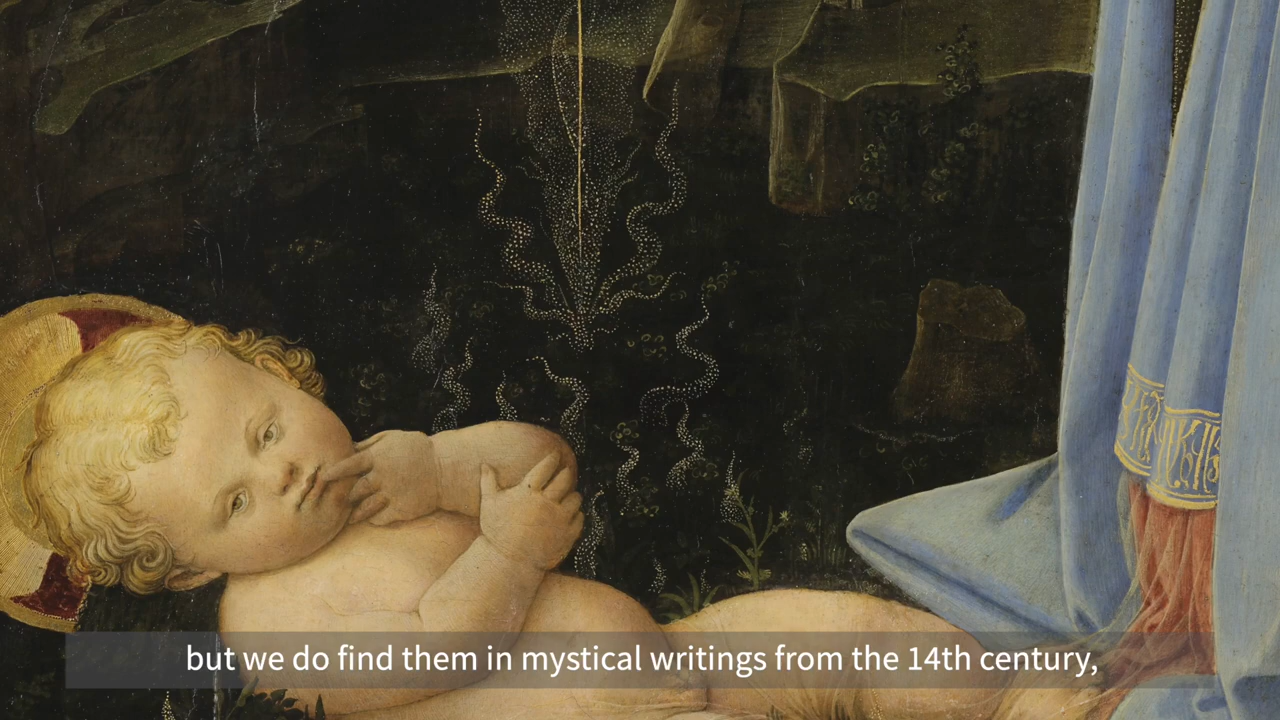 but we do find them in mystical writings from the 14th century,